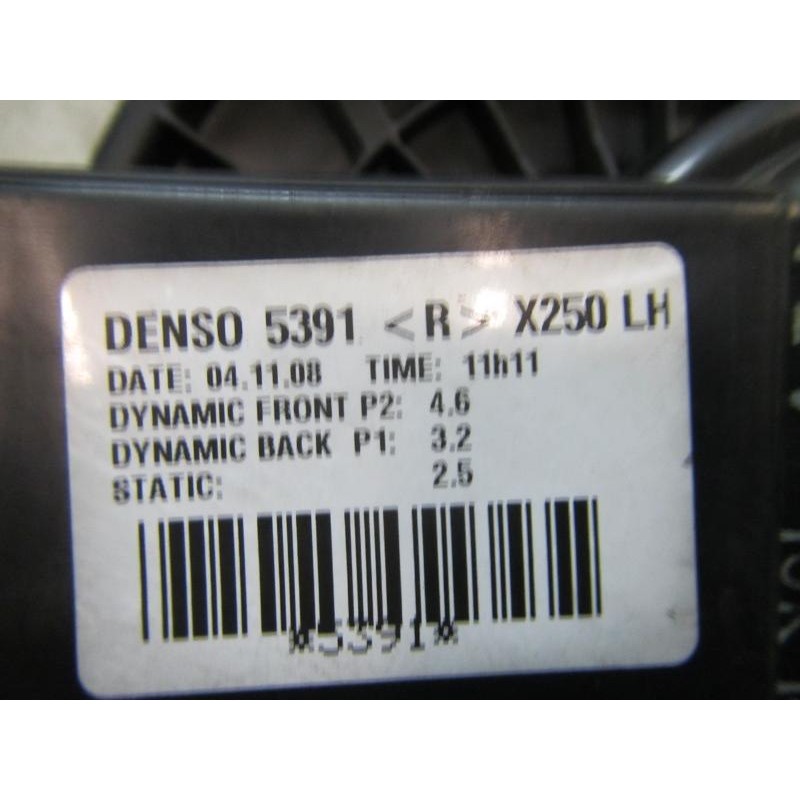 DENSO 5391 <R> X250 LH
DATE: 04.11.08 TIME: 11h11
DYNAMIC FRONT P2: 4.6
DYNAMIC BACK P1: 3.2
STATIC: 2.5
*5391*